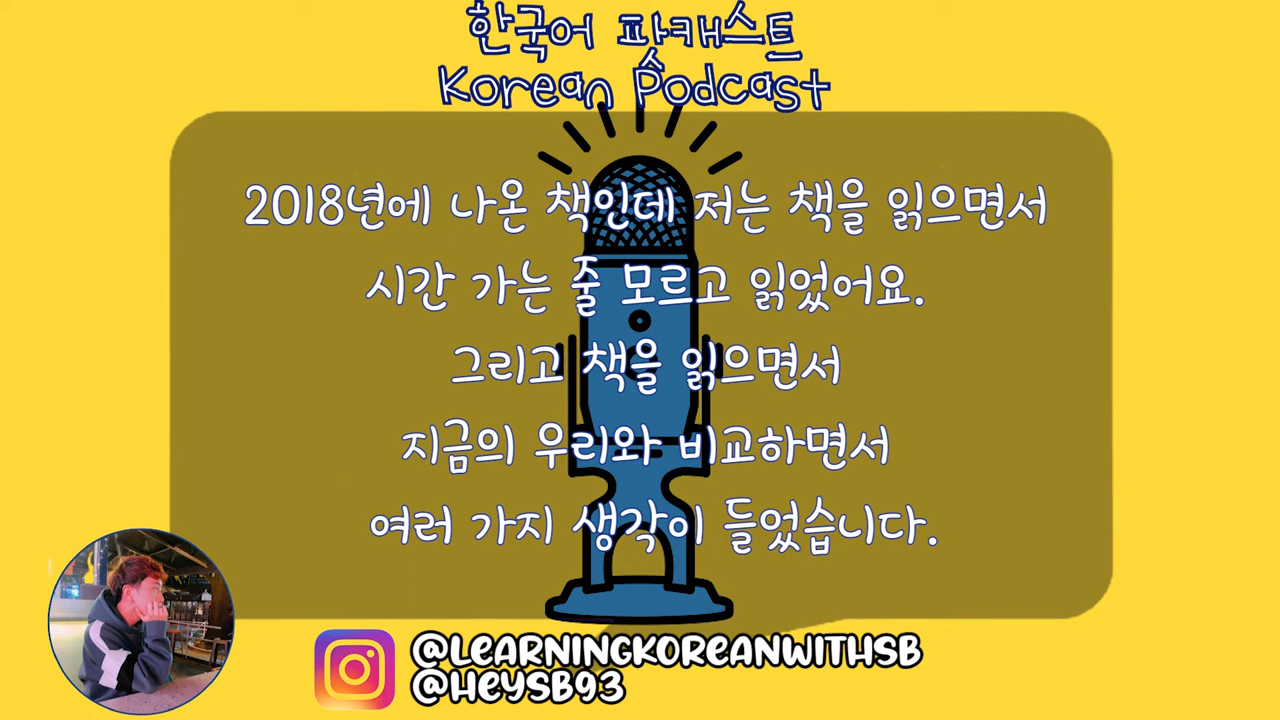 한국어 팟캐스트
Korean Podcast
2018년에 나온 책인데 저는 책을 읽으면서
시간 가는 줄 모르고 읽었어요.
그리고 책을 읽으면서
지금의 우리와 비교하면서
여러 가지 생각이 들었습니다.
@LEARNINGKOREANWITHSB
@HEYSB93